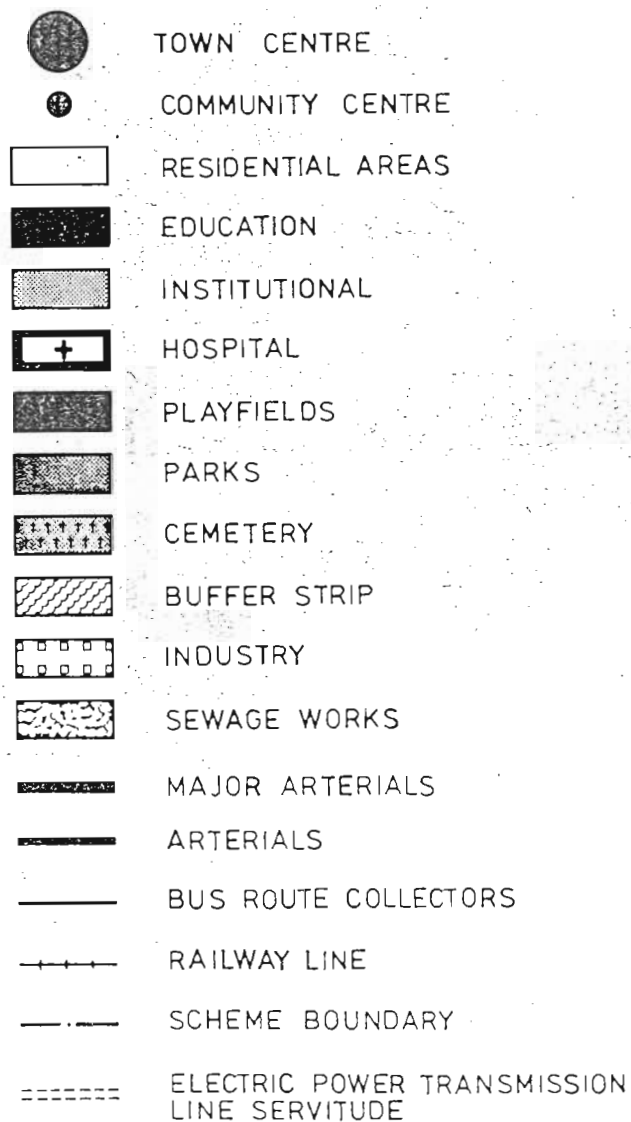 TOWN CENTRE
COMMUNITY CENTRE
RESIDENTIAL AREAS
EDUCATION
INSTITUTIONAL
HOSPITAL
PLAYFIELDS
PARKS
CEMETERY
BUFFER STRIP
INDUSTRY
SEWAGE WORKS
MAJOR ARTERIALS
ARTERIALS
BUS ROUTE COLLECTORS
RAILWAY LINE
SCHEME BOUNDARY
ELECTRIC POWER TRANSMISSION
LINE SERVITUDE